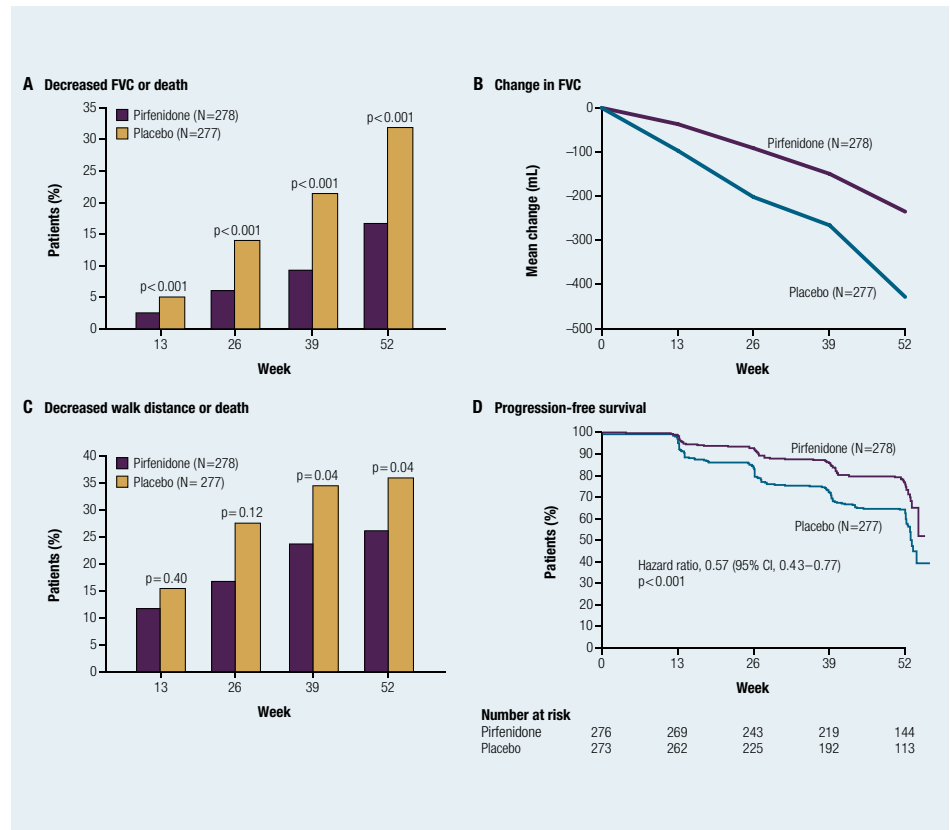 A Decreased FVC or death
Pirfenidone (N=278)
Placebo (N=277)
Patients (%)
35
30
25
20
15
10
5
0
p<0.001
p<0.001
p<0.001
p<0.001
13 26 39 52
Week
B Change in FVC
Mean change (mL)
0
–100
–200
–300
–400
–500
Pirfenidone (N=278)
Placebo (N=277)
0 13 26 39 52
Week
C Decreased walk distance or death
Pirfenidone (N=278)
Placebo (N= 277)
Patients (%)
40
35
30
25
20
15
10
5
0
p=0.40
p=0.12
p=0.04
p=0.04
13 26 39 52
Week
D Progression-free survival
Patients (%)
100
90
80
70
60
50
40
30
20
10
0
Pirfenidone (N=278)
Placebo (N=277)
Hazard ratio, 0.57 (95% CI, 0.43–0.77)
p<0.001
0 13 26 39 52
Week
Number at risk
Pirfenidone 276 269 243 219 144
Placebo 273 262 225 192 113